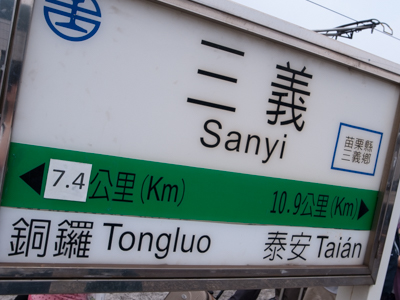 三義
Sanyi
苗栗縣
三義鄉
7.4公里(Km)
10.9公里(Km)
銅鑼 Tongluo
泰安 Taián